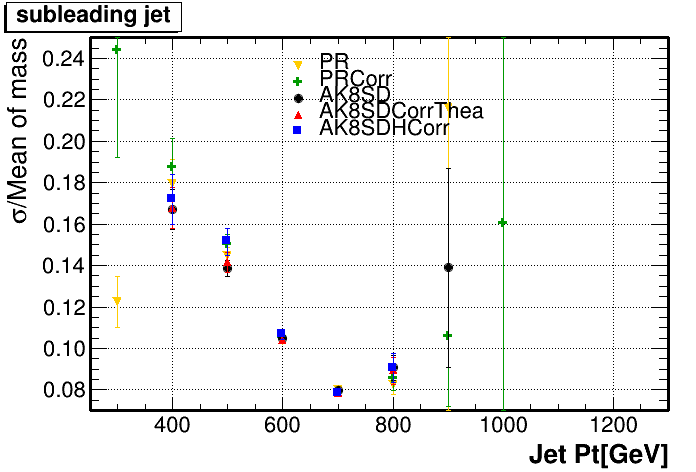 subleading jet
σ/Mean of mass
0.24
0.22
0.20
0.18
0.16
0.14
0.12
0.10
0.08
PR
PRCorr
AK8SD
AK8SDCorrThea
AK8SDHCorr
400 600 800 1000 1200
Jet Pt[GeV]